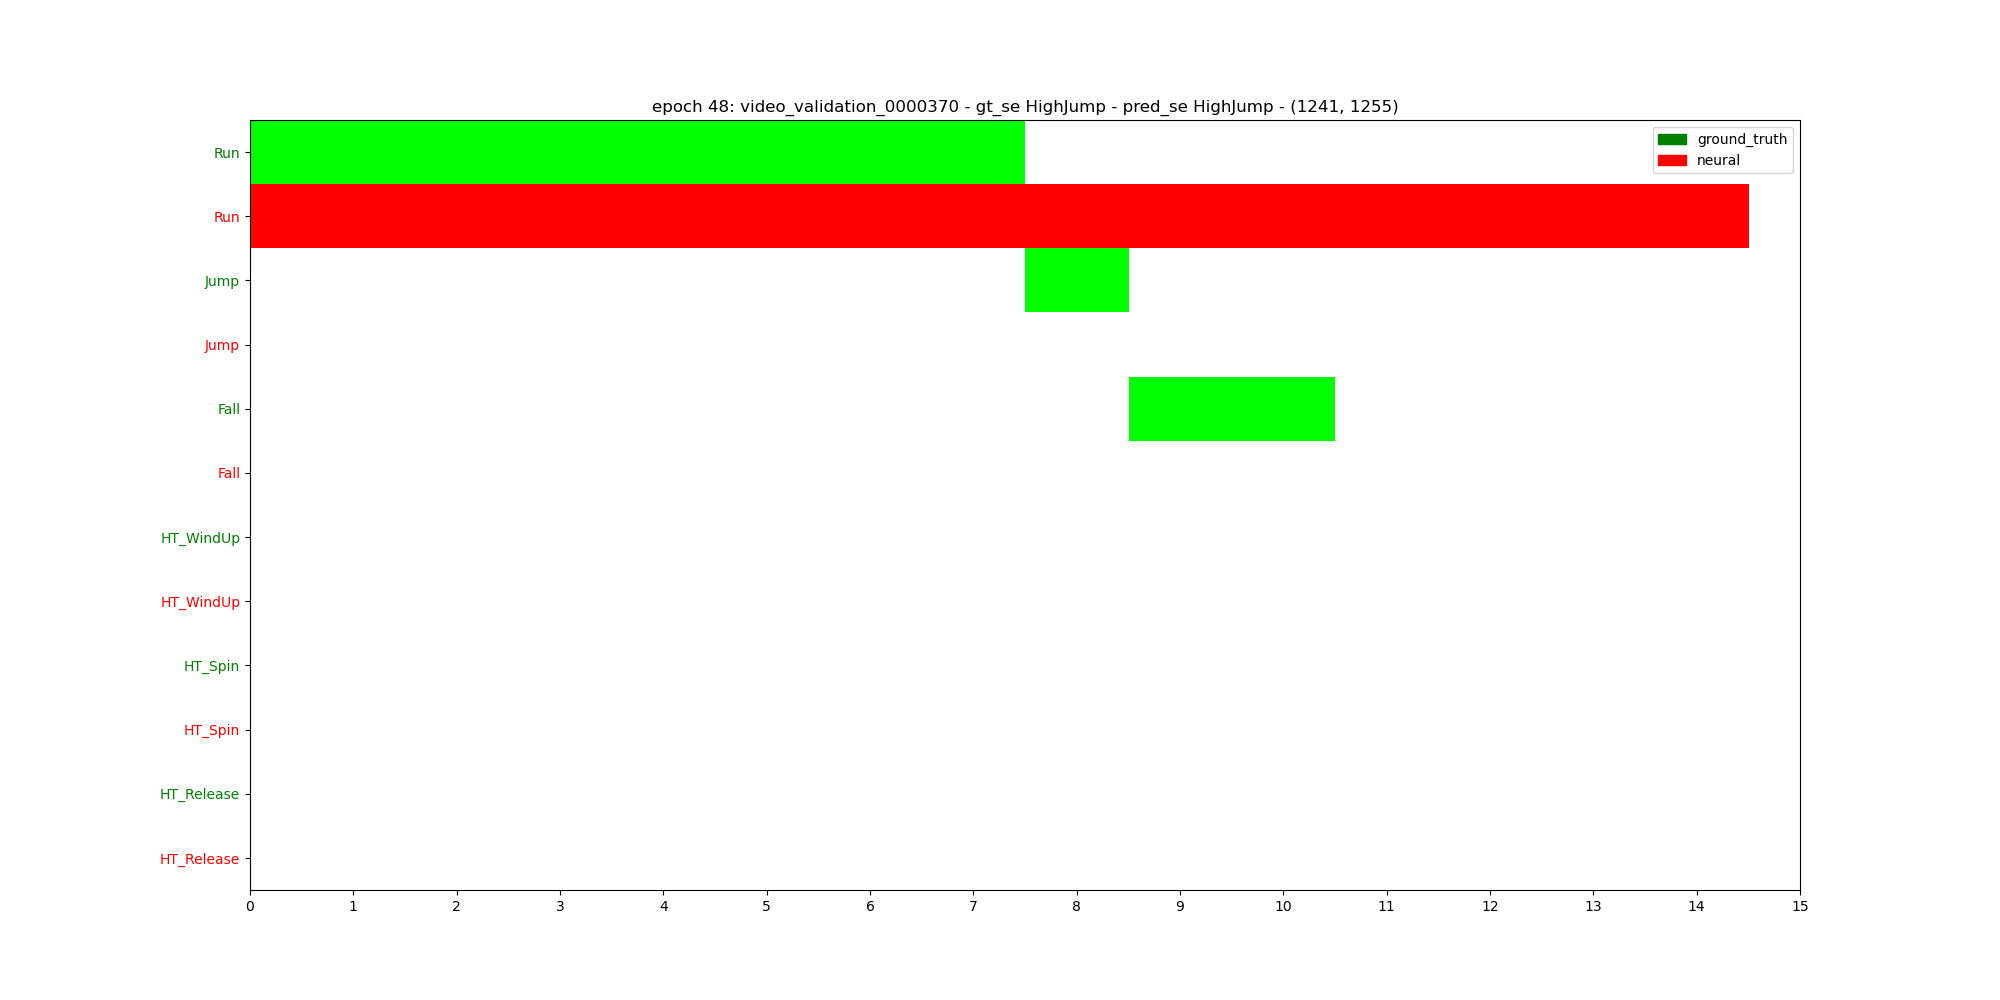 epoch 48: video_validation_0000370 - gt_se HighJump - pred_se HighJump - (1241, 1255)
ground_truth
neural
Run
Run
Jump
Jump
Fall
Fall
HT_WindUp
HT_WindUp
HT_Spin
HT_Spin
HT_Release
HT_Release
0 1 2 3 4 5 6 7 8 9 10 11 12 13 14 15